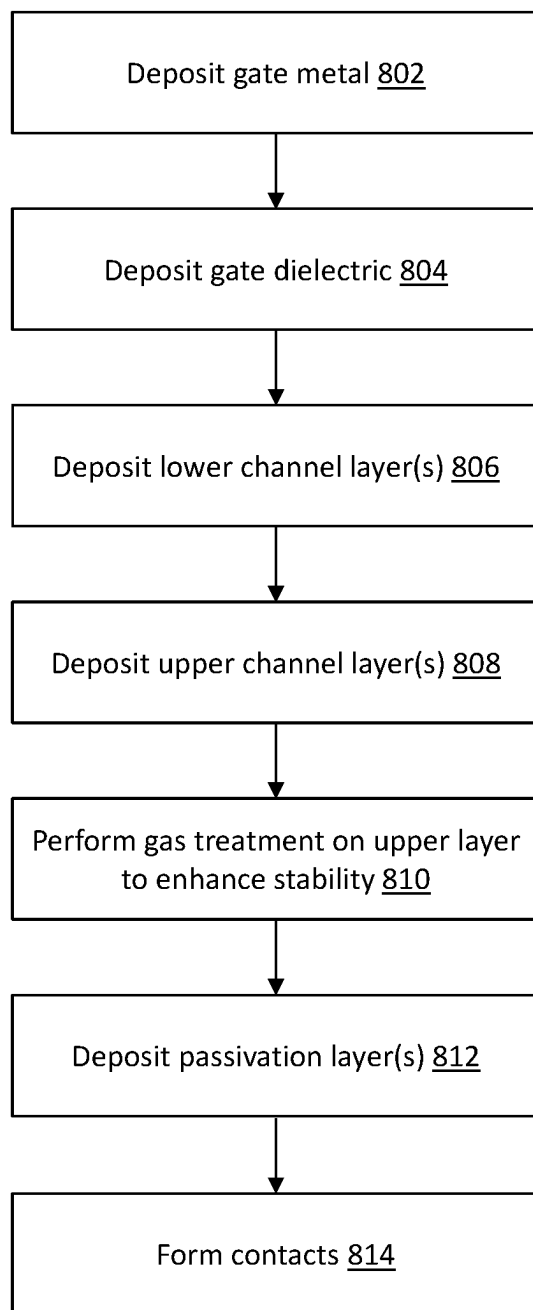 Deposit gate metal 802
Deposit gate dielectric 804
Deposit lower channel layer(s) 806
Deposit upper channel layer(s) 808
Perform gas treatment on upper layer
to enhance stability 810
Deposit passivation layer(s) 812
Form contacts 814